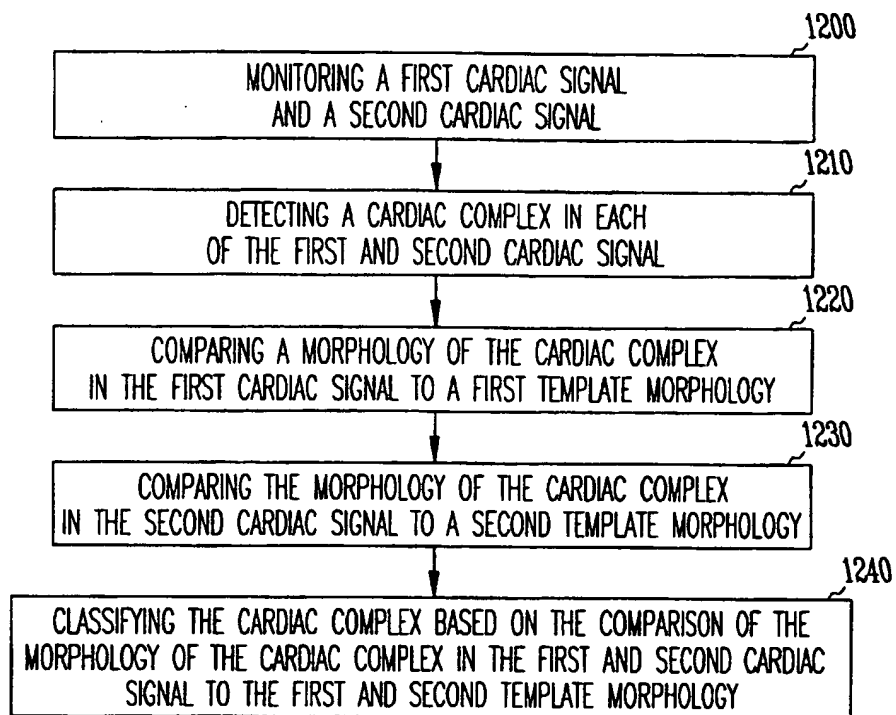 1200
MONITORING A FIRST CARDIAC SIGNAL
AND A SECOND CARDIAC SIGNAL
1210
DETECTING A CARDIAC COMPLEX IN EACH
OF THE FIRST AND SECOND CARDIAC SIGNAL
1220
COMPARING A MORPHOLOGY OF THE CARDIAC COMPLEX
IN THE FIRST CARDIAC SIGNAL TO A FIRST TEMPLATE MORPHOLOGY
1230
COMPARING THE MORPHOLOGY OF THE CARDIAC COMPLEX
IN THE SECOND CARDIAC SIGNAL TO A SECOND TEMPLATE MORPHOLOGY
1240
CLASSIFYING THE CARDIAC COMPLEX BASED ON THE COMPARISON OF THE
MORPHOLOGY OF THE CARDIAC COMPLEX IN THE FIRST AND SECOND CARDIAC
SIGNAL TO THE FIRST AND SECOND TEMPLATE MORPHOLOGY